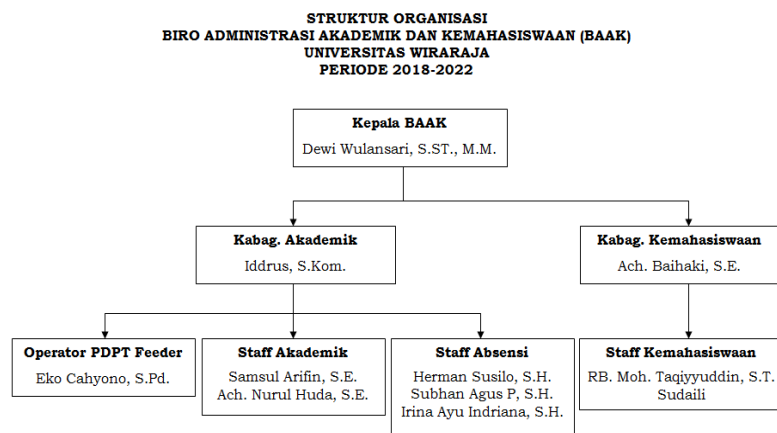 STRUKTUR ORGANISASI
BIRO ADMINISTRASI AKADEMIK DAN KEMAHASISWAAN (BAAK)
UNIVERSITAS WIRARAJA
PERIODE 2018-2022
Kepala BAAK
Dewi Wulansari, S.ST., M.M.
Kabag. Akademik
Iddrus, S.Kom.
Kabag. Kemahasiswaan
Ach. Baihaki, S.E.
Operator PDPT Feeder
Eko Cahyono, S.Pd.
Staff Akademik
Samsul Arifin, S.E.
Ach. Nurul Huda, S.E.
Staff Absensi
Herman Susilo, S.H.
Subhan Agus P, S.H.
Irina Ayu Indriana, S.H.
Staff Kemahasiswaan
RB. Moh. Taqiyyuddin, S.T.
Sudaili